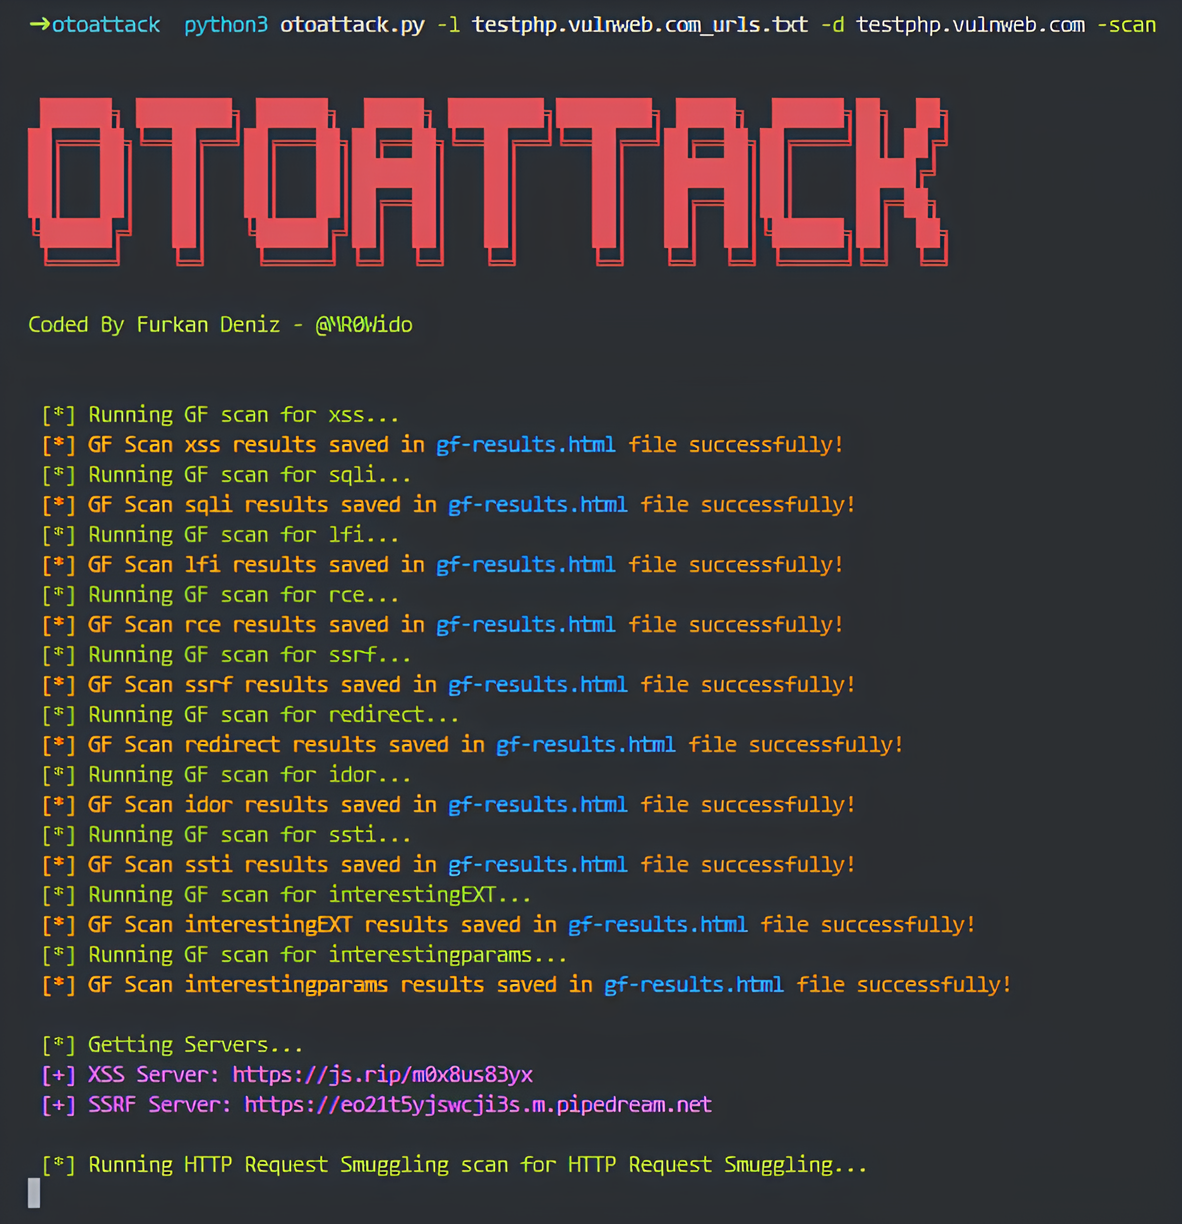 →otoattack python3 otoattack.py -l testphp.vulnweb.com_urls.txt -d testphp.vulnweb.com -scan
OTOATTACK
Coded By Furkan Deniz - @MR0Wido
[*] Running GF scan for xss...
[*] GF Scan xss results saved in gf-results.html file successfully!
[*] Running GF scan for sqli...
[*] GF Scan sqli results saved in gf-results.html file successfully!
[*] Running GF scan for lfi...
[*] GF Scan lfi results saved in gf-results.html file successfully!
[*] Running GF scan for rce...
[*] GF Scan rce results saved in gf-results.html file successfully!
[*] Running GF scan for ssrf...
[*] GF Scan ssrf results saved in gf-results.html file successfully!
[*] Running GF scan for redirect...
[*] GF Scan redirect results saved in gf-results.html file successfully!
[*] Running GF scan for idor...
[*] GF Scan idor results saved in gf-results.html file successfully!
[*] Running GF scan for ssti...
[*] GF Scan ssti results saved in gf-results.html file successfully!
[*] Running GF scan for interestingEXT...
[*] GF Scan interestingEXT results saved in gf-results.html file successfully!
[*] Running GF scan for interestingparams...
[*] GF Scan interestingparams results saved in gf-results.html file successfully!
[*] Getting Servers...
[+] XSS Server: https://js.rip/m0x8us83yx
[+] SSRF Server: https://eo21t5yjswcji3s.m.pipedream.net
[*] Running HTTP Request Smuggling scan for HTTP Request Smuggling...